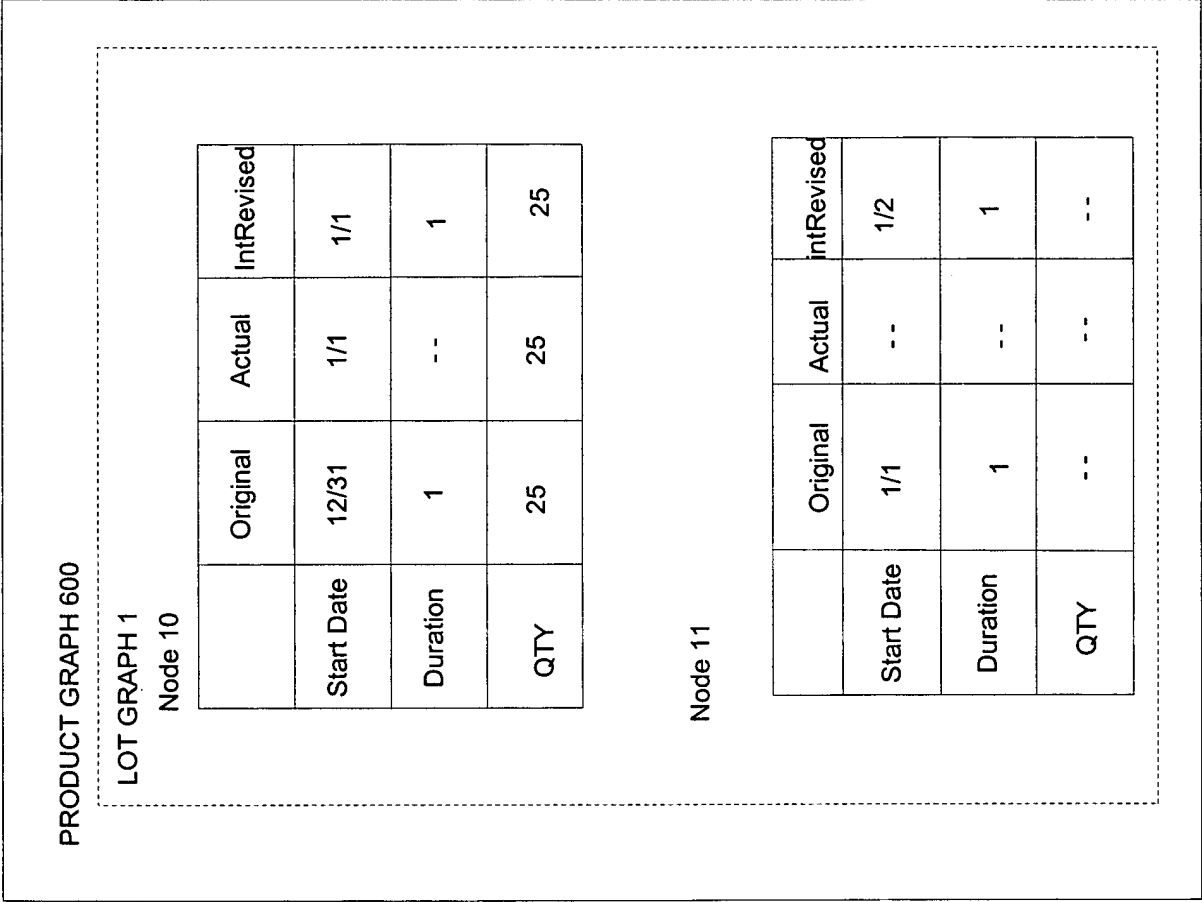 PRODUCT GRAPH 600
LOT GRAPH 1
Node 10
Original Actual IntRevised
Start Date 12/31 1/1 1/1
Duration 1 -- 1
QTY 25 25 25
Node 11
Original Actual intRevised
Start Date 1/1 -- 1/2
Duration 1 -- 1
QTY -- -- --